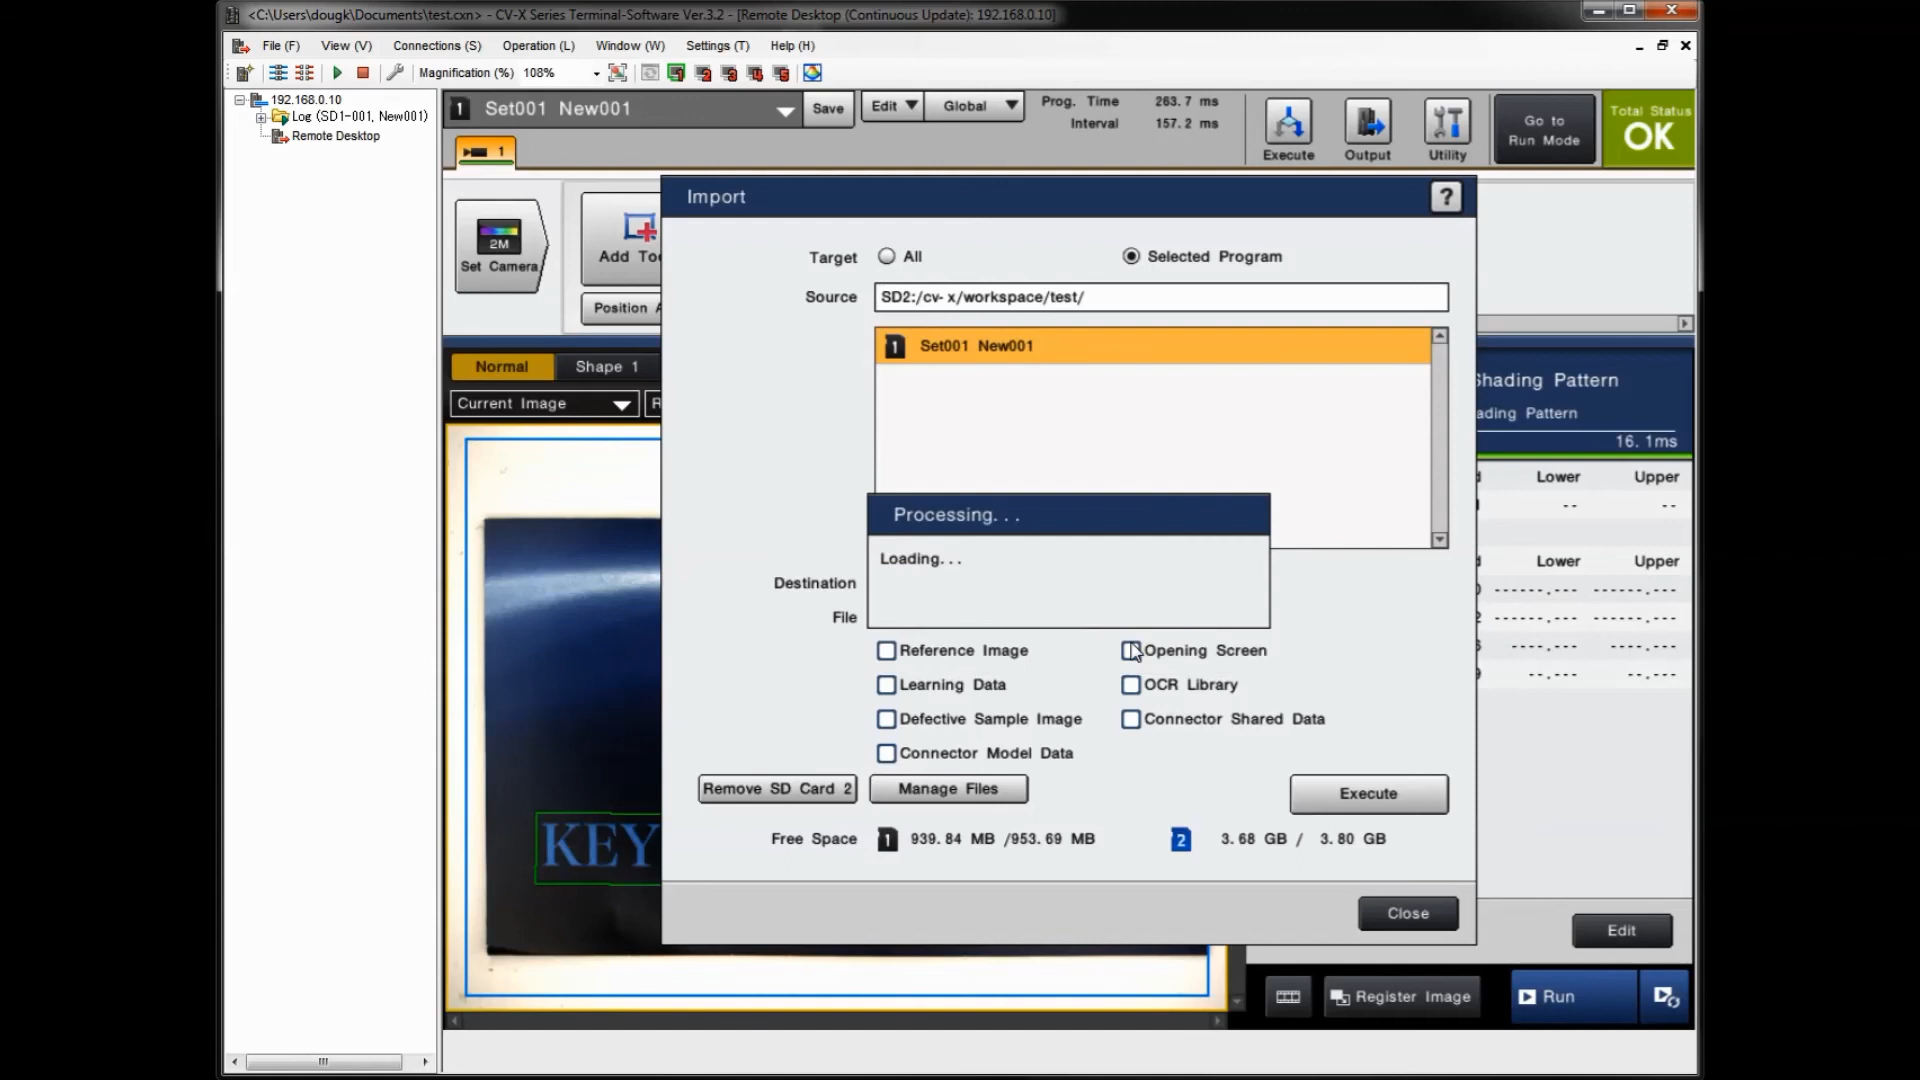 <C:\Users\dougk\Documents\test.cxn> - CV-X Series Terminal-Software Ver.3.2 - [Remote Desktop (Continuous Update): 192.168.0.10]
File (F) View (V) Connections (S) Operation (L) Window (W) Settings (T) Help (H)
Magnification (%) 108% 1 2 3 4 5
192.168.0.10
Log (SD1-001, New001)
Remote Desktop
1 Set001 New001 Save Edit Global
Prog. Time 263.7 ms
Interval 157.2 ms
Execute Output Utility
Go to
Run Mode
Total Status
OK
1
2M
Set Camera
Add Too
Position A
Normal Shape 1
Current Image R
KEY
Import ?
Target All Selected Program
Source SD2:/cv-x/workspace/test/
1 Set001 New001
Processing...
Loading...
Destination
File
Reference Image Opening Screen
Learning Data OCR Library
Defective Sample Image Connector Shared Data
Connector Model Data
Remove SD Card 2 Manage Files Execute
Free Space 1 939.84 MB /953.69 MB 2 3.68 GB / 3.80 GB
Close
Shading Pattern
ading Pattern
16.1ms
Lower Upper
-- --
Lower Upper
------.--- ------.---
------.--- ------.---
----.--- ----.---
--.--- --.---
Edit
Register Image Run